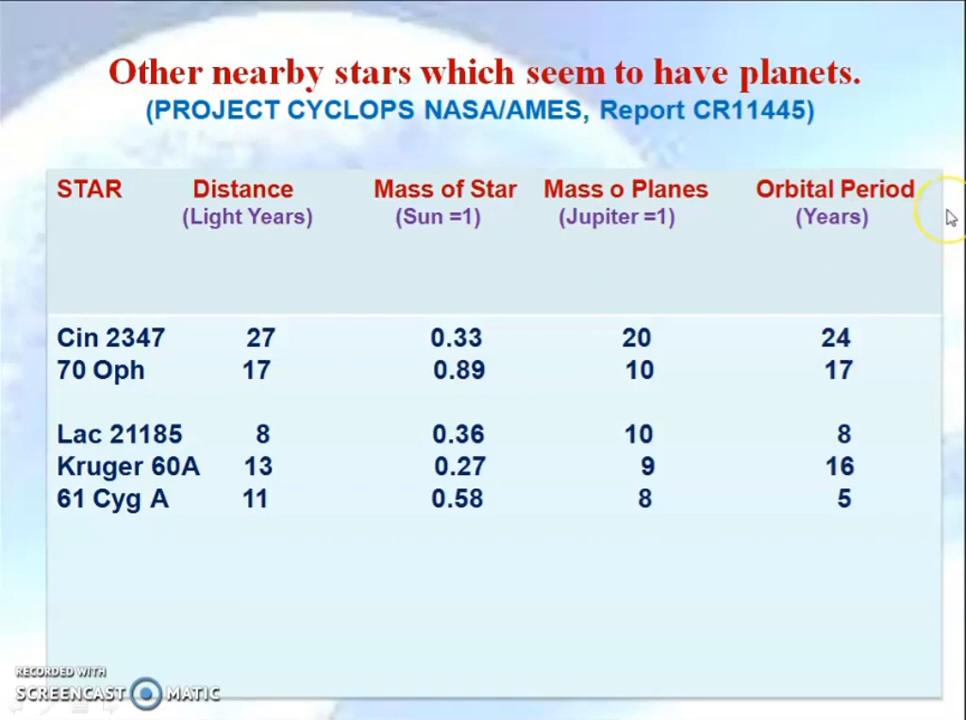 Other nearby stars which seem to have planets.
(PROJECT CYCLOPS NASA/AMES, Report CR11445)
STAR Distance Mass of Star Mass o Planes Orbital Period
(Light Years) (Sun =1) (Jupiter =1) (Years)
Cin 2347 27 0.33 20 24
70 Oph 17 0.89 10 17
Lac 21185 8 0.36 10 8
Kruger 60A 13 0.27 9 16
61 Cyg A 11 0.58 8 5
RECORDED WITH
SCREENCAST MATIC